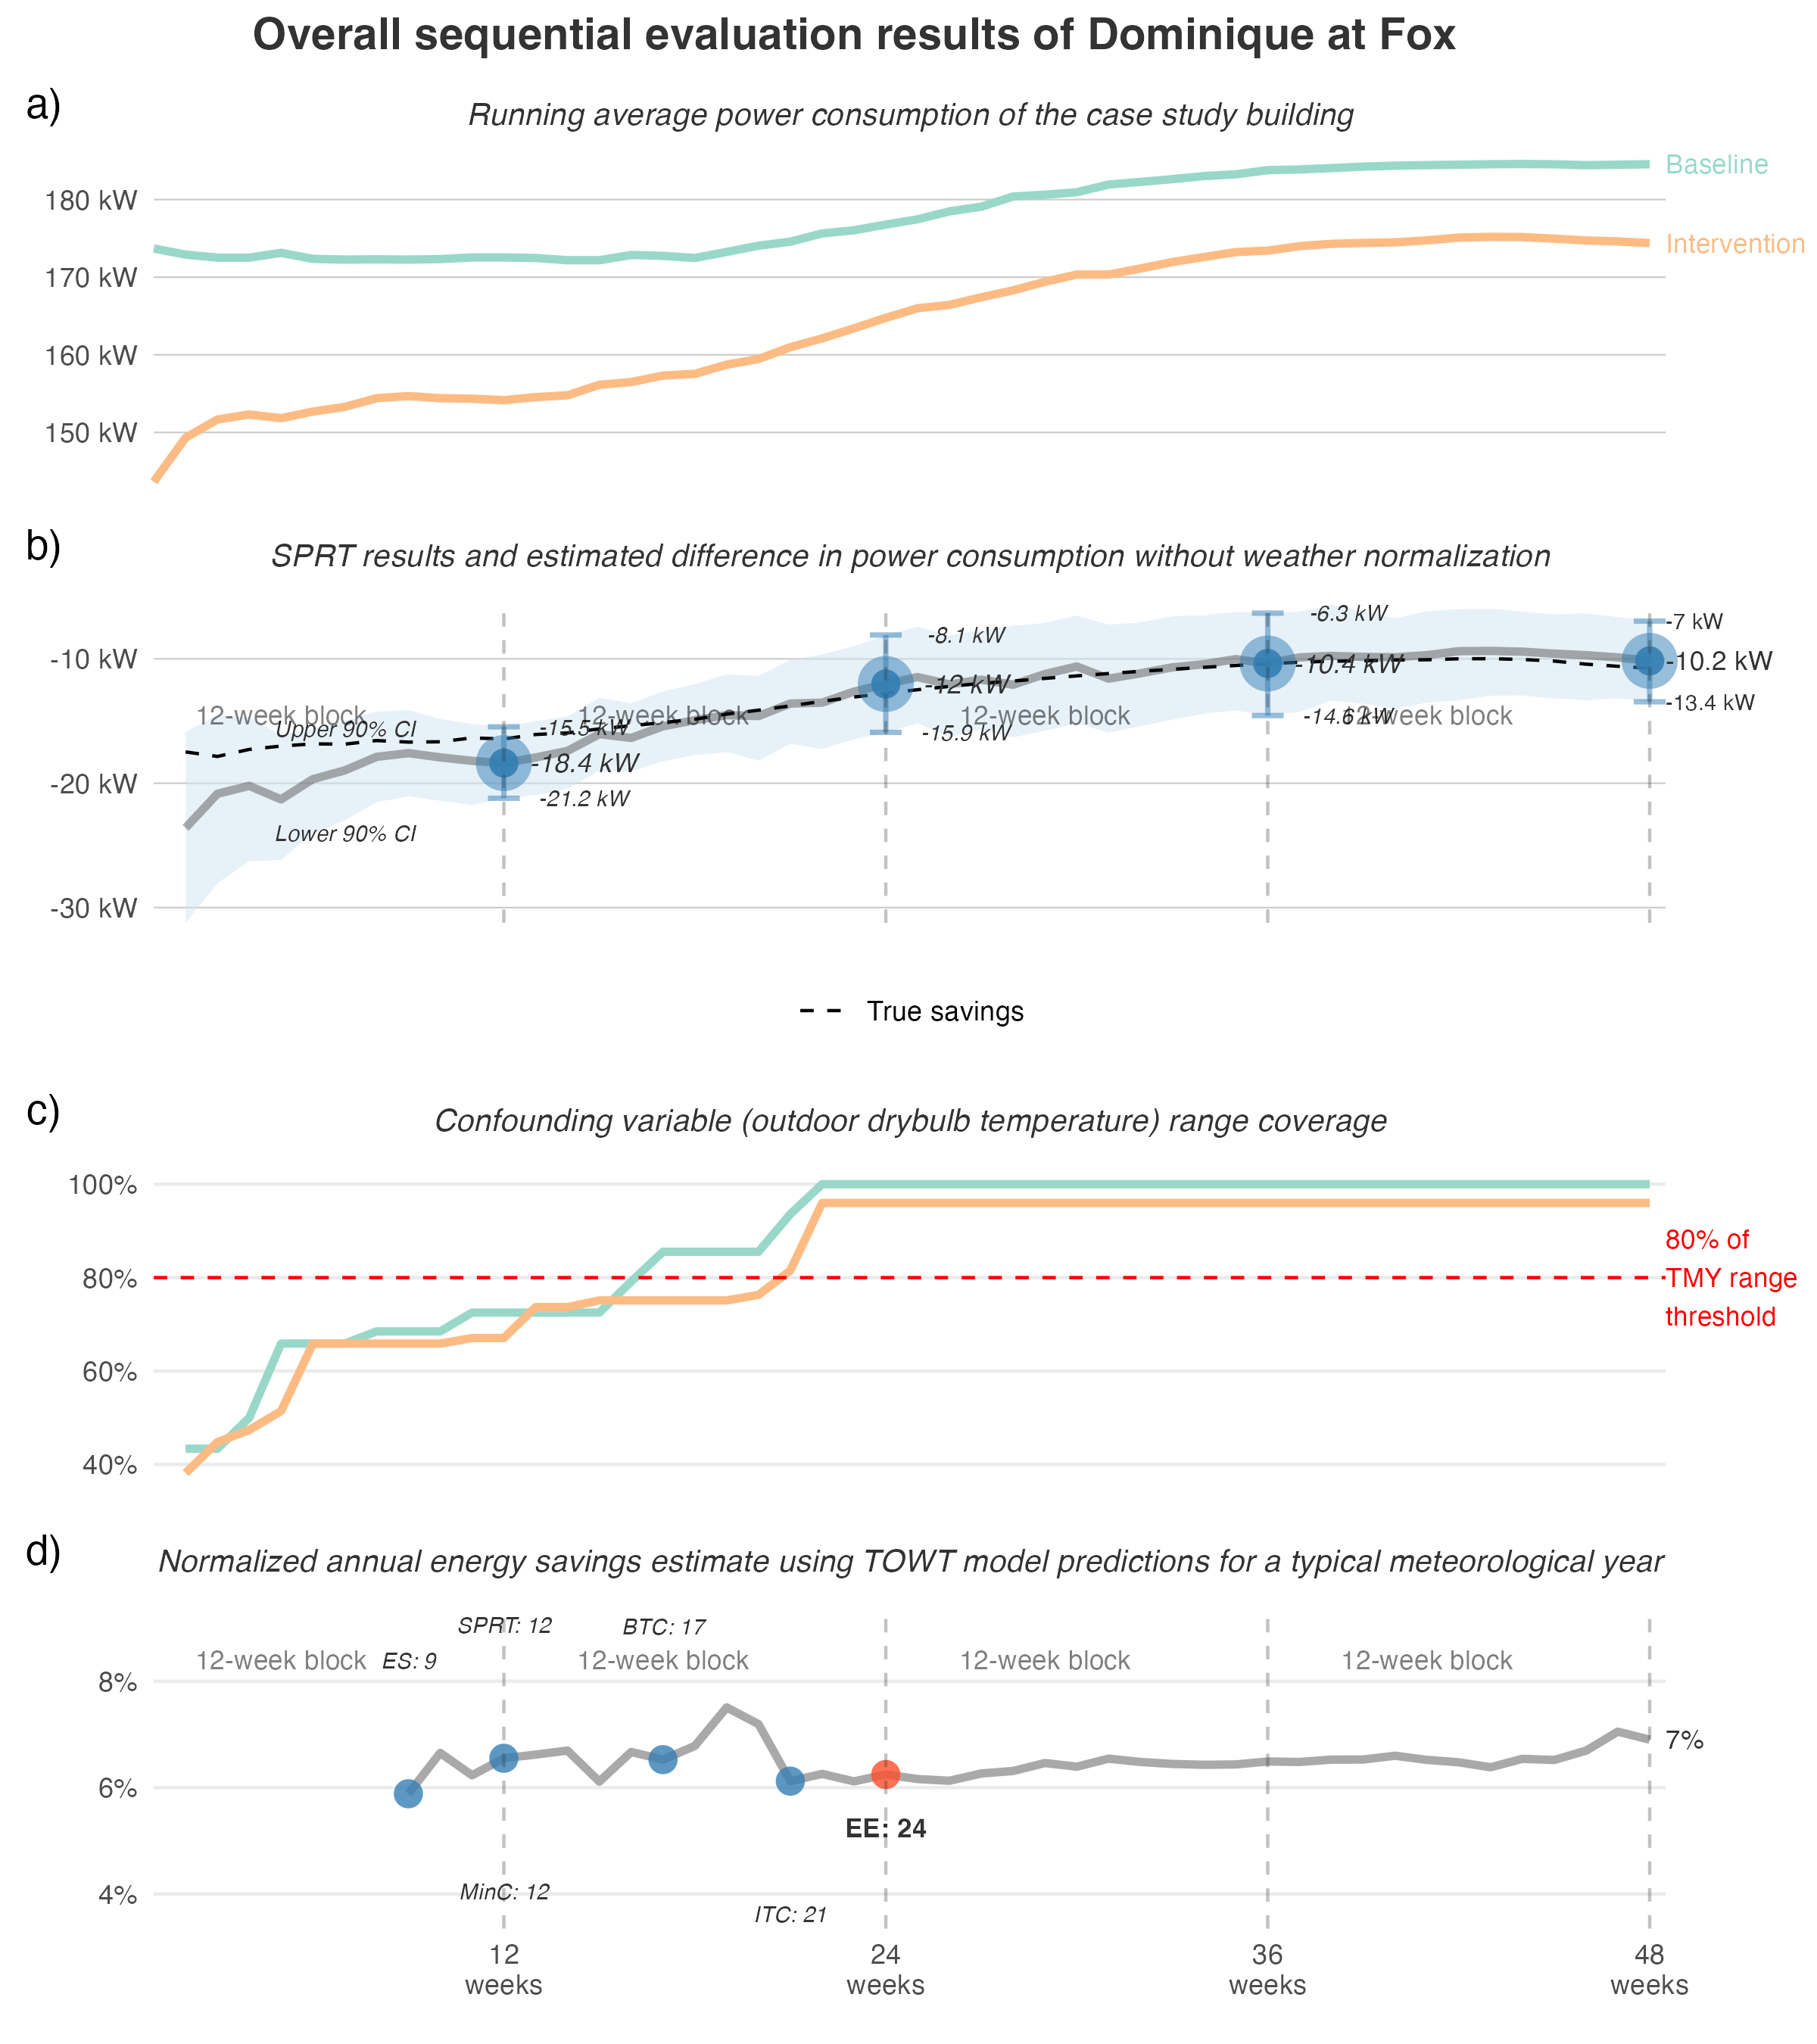 Overall sequential evaluation results of Dominique at Fox
a)
Running average power consumption of the case study building
180 kW
170 kW
160 kW
150 kW
Baseline
Intervention
b)
SPRT results and estimated difference in power consumption without weather normalization
-10 kW
-20 kW
-30 kW
12-week block
12-week block
12-week block
12-week block
Upper 90% CI
Lower 90% CI
-15.5 kW
-18.4 kW
-21.2 kW
-8.1 kW
-12 kW
-15.9 kW
-6.3 kW
-10.4 kW
-14.6 kW
-7 kW
-10.2 kW
-13.4 kW
True savings
c)
Confounding variable (outdoor drybulb temperature) range coverage
100%
80%
60%
40%
80% of
TMY range
threshold
d)
Normalized annual energy savings estimate using TOWT model predictions for a typical meteorological year
SPRT: 12
BTC: 17
12-week block
ES: 9
12-week block
12-week block
12-week block
8%
6%
4%
7%
EE: 24
MinC: 12
ITC: 21
12
weeks
24
weeks
36
weeks
48
weeks